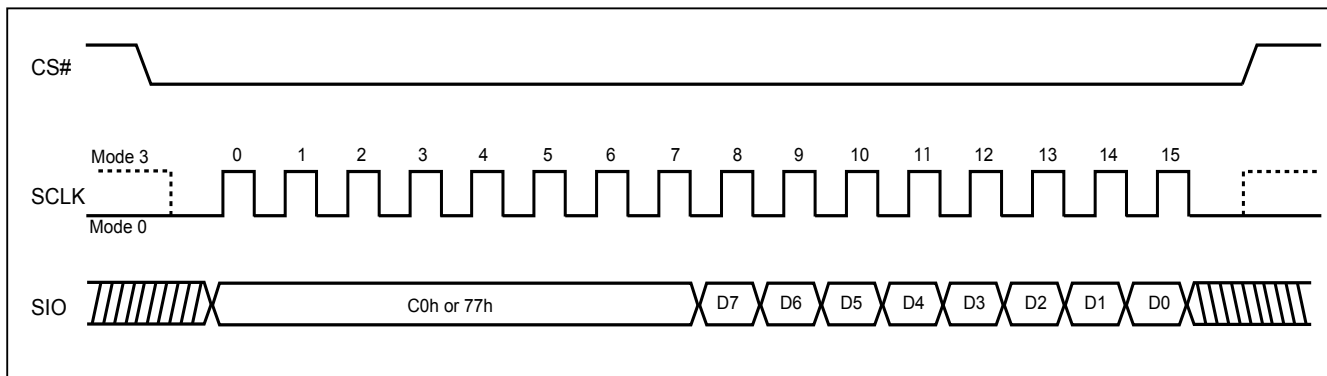 CS#
Mode 3
0 1 2 3 4 5 6 7 8 9 10 11 12 13 14 15
SCLK
Mode 0
SIO
C0h or 77h D7 D6 D5 D4 D3 D2 D1 D0